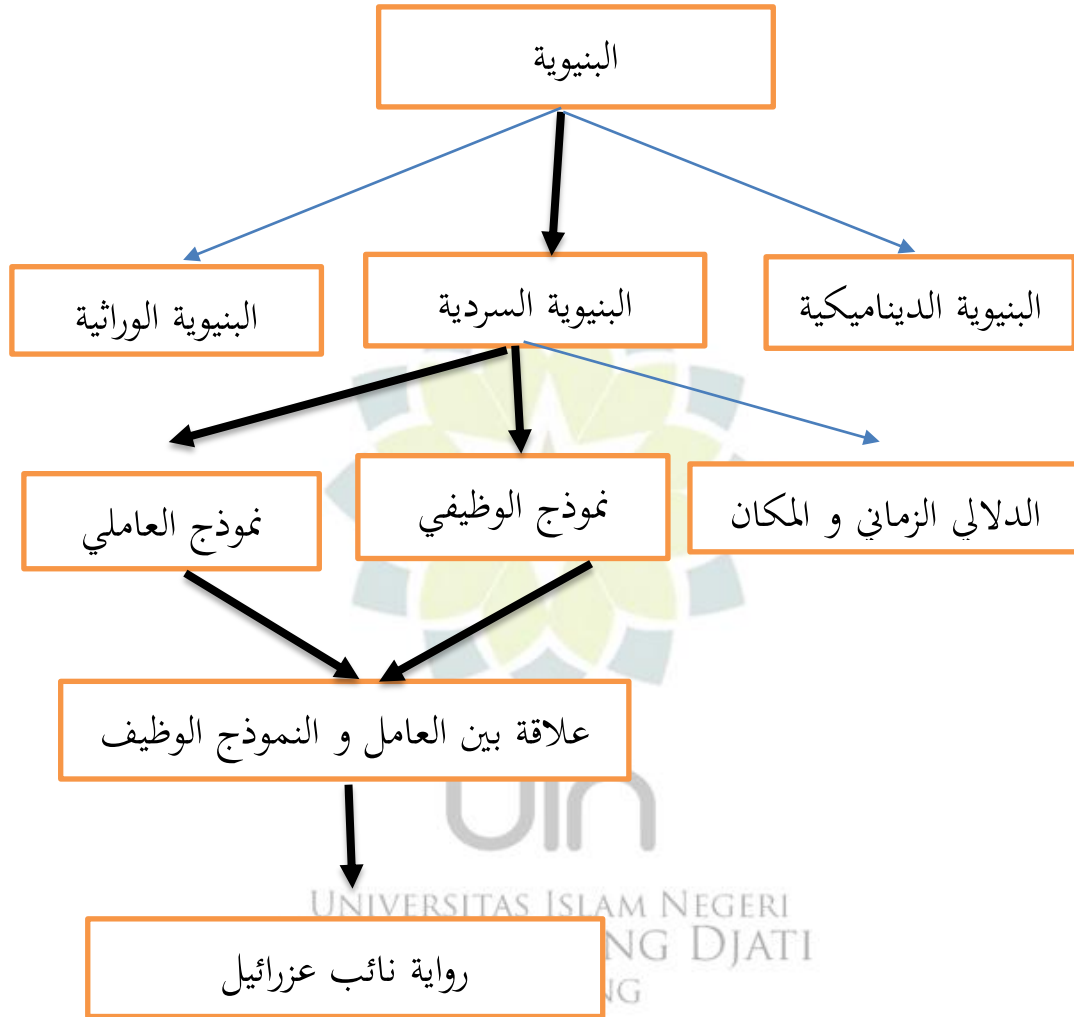 البنيوية
البنيوية الديناميكية
البنيوية السردية
البنيوية الوراثية
الدلالي الزماني و المكان
نموذج الوظيفي
نموذج العاملي
علاقة بين العامل و النموذج الوظيف
uin
UNIVERSITAS ISLAM NEGERI
NG DJATI
NG
رواية نائب عزرائيل